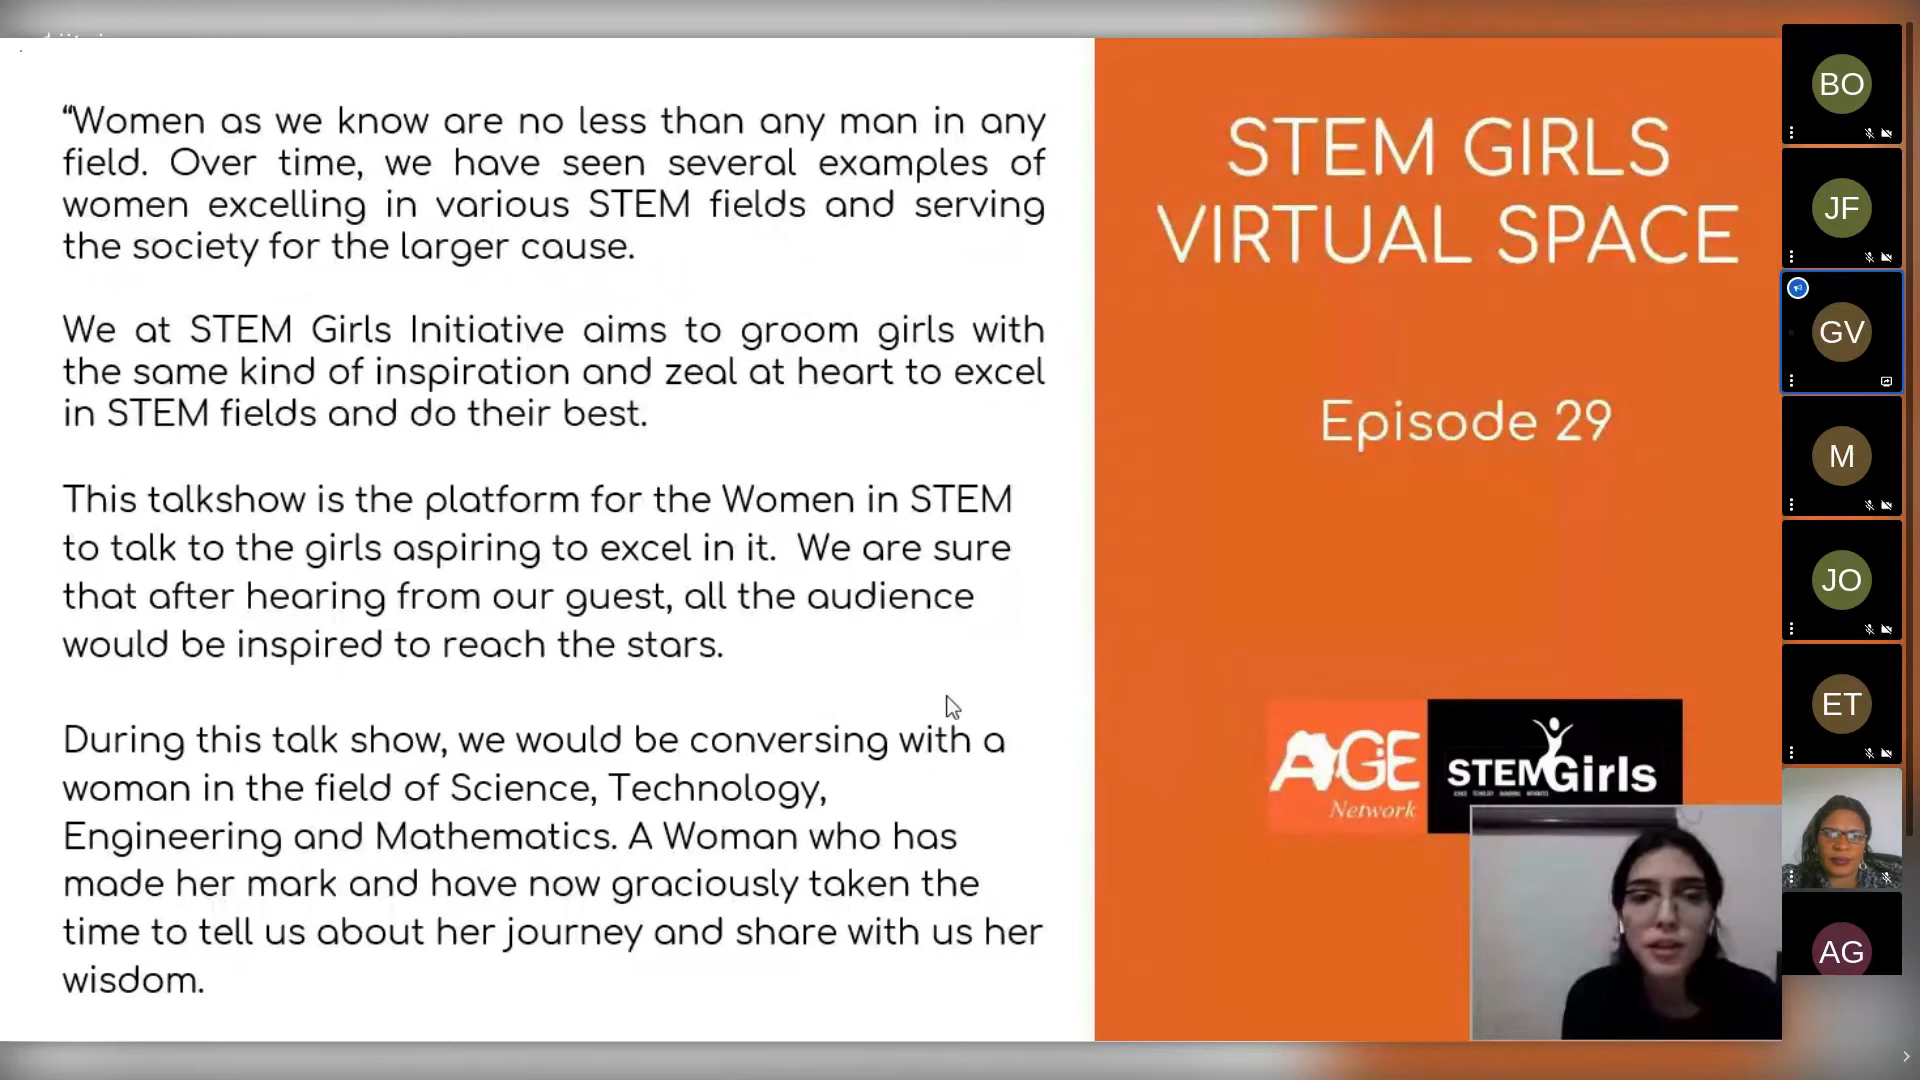 “Women as we know are no less than any man in any
field. Over time, we have seen several examples of
women excelling in various STEM fields and serving
the society for the larger cause.
We at STEM Girls Initiative aims to groom girls with
the same kind of inspiration and zeal at heart to excel
in STEM fields and do their best.
This talkshow is the platform for the Women in STEM
to talk to the girls aspiring to excel in it. We are sure
that after hearing from our guest, all the audience
would be inspired to reach the stars.
During this talk show, we would be conversing with a
woman in the field of Science, Technology,
Engineering and Mathematics. A Woman who has
made her mark and have now graciously taken the
time to tell us about her journey and share with us her
wisdom.
STEM GIRLS
VIRTUAL SPACE
Episode 29
AGE
Network
STEMGirls
BO
JF
GV
M
JO
ET
AG